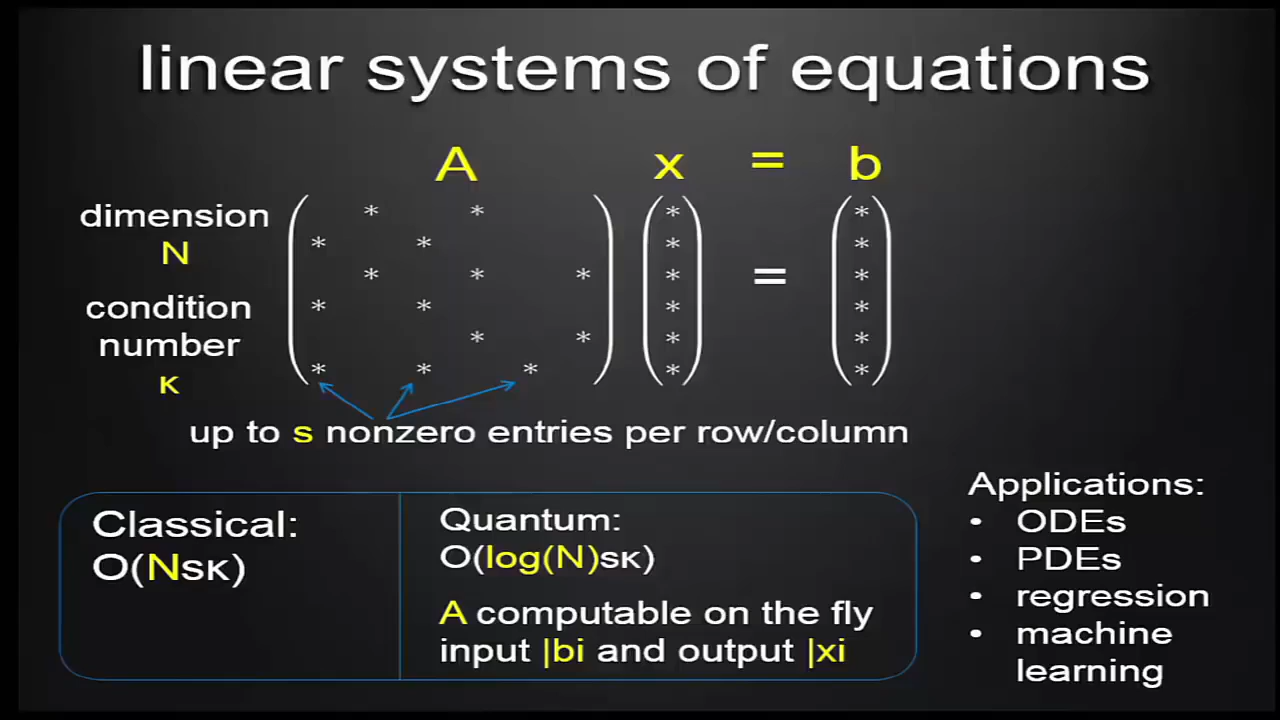 linear systems of equations
A x = b
dimension
N
condition
number
κ
* * * *
* * * *
* * * * *
* * * * =
* * * *
* * * * *
up to s nonzero entries per row/column
Classical:
O(Nsκ)
Quantum:
O(log(N)sκ)
A computable on the fly
input |bi and output |xi
Applications:
• ODEs
• PDEs
• regression
• machine
learning